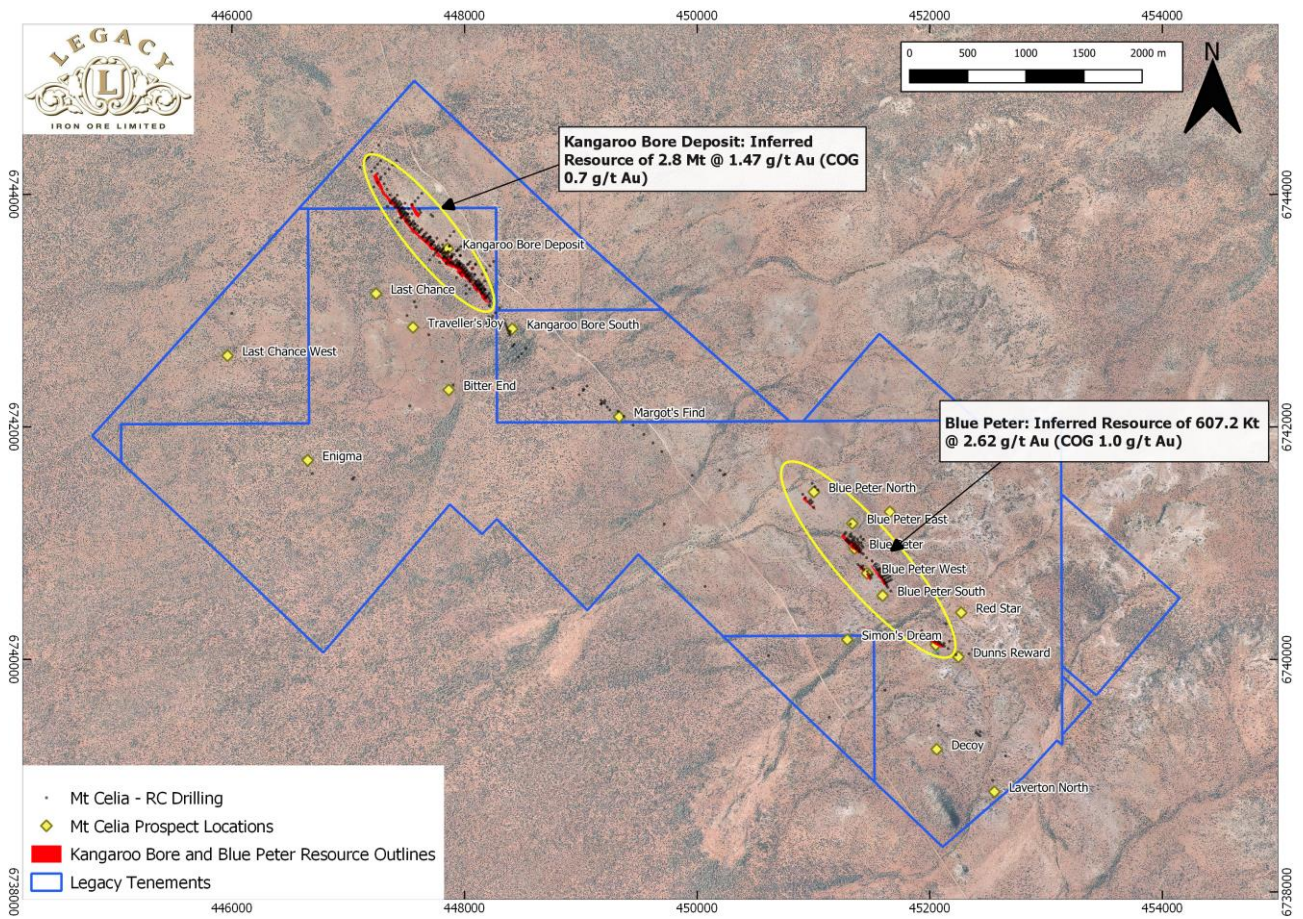 446000
448000
450000
452000
454000
LEGACY
LJ
IRON ORE LIMITED
0 500 1000 1500 2000 m
N
Kangaroo Bore Deposit: Inferred
Resource of 2.8 Mt @ 1.47 g/t Au (COG
0.7 g/t Au)
6744000
6744000
Kangaroo Bore Deposit
Last Chance
Traveller's Joy
Kangaroo Bore South
Last Chance West
Bitter End
Margot's Find
6742000
6742000
Blue Peter: Inferred Resource of 607.2 Kt
@ 2.62 g/t Au (COG 1.0 g/t Au)
Enigma
Blue Peter North
Blue Peter East
Blue Peter
Blue Peter West
Blue Peter South
Red Star
Simon's Dream
Dunns Reward
6740000
6740000
Decoy
Laverton North
Mt Celia - RC Drilling
Mt Celia Prospect Locations
Kangaroo Bore and Blue Peter Resource Outlines
Legacy Tenements
6738000
6738000
446000
448000
450000
452000
454000